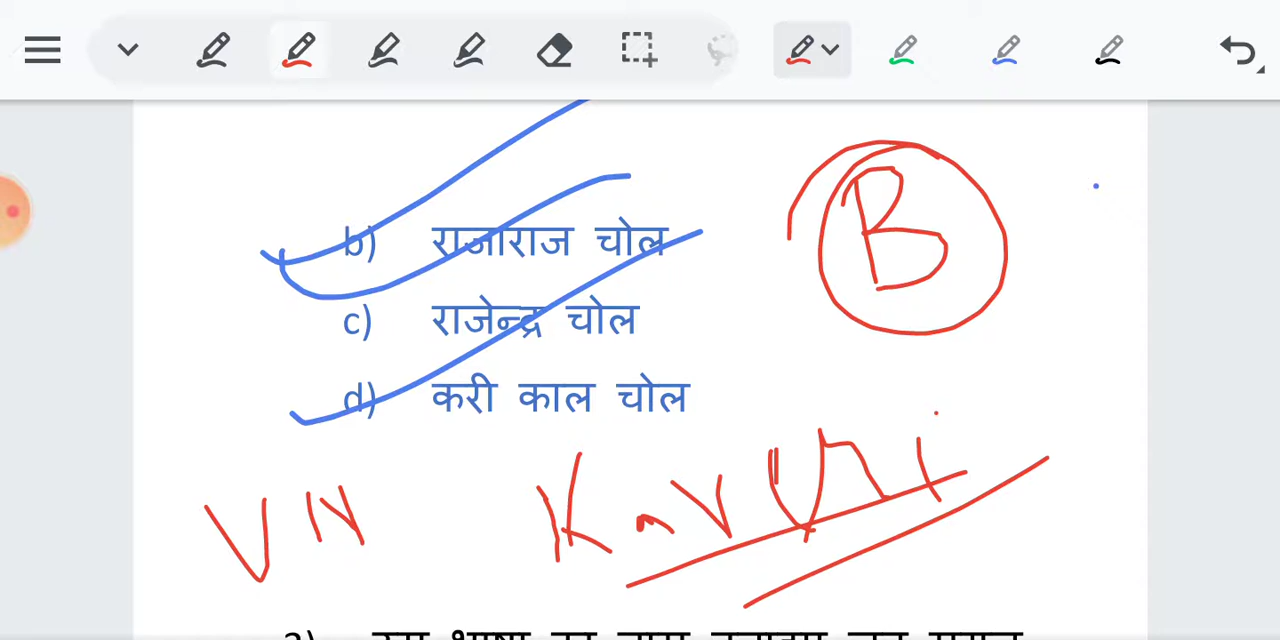 b) राजाराज चोल
B
c) राजेन्द्र चोल
d) करी काल चोल
VN Kaveri